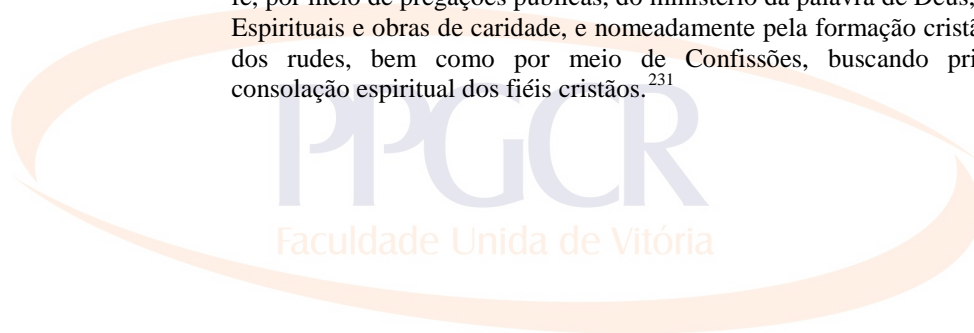 fé, por meio de pregações públicas, do ministério da palavra de Deus,
Espirituais e obras de caridade, e nomeadamente pela formação cristã
dos rudes, bem como por meio de Confissões, buscando pri
consolação espiritual dos fiéis cristãos.231
PPGCR
Faculdade Unida de Vitória